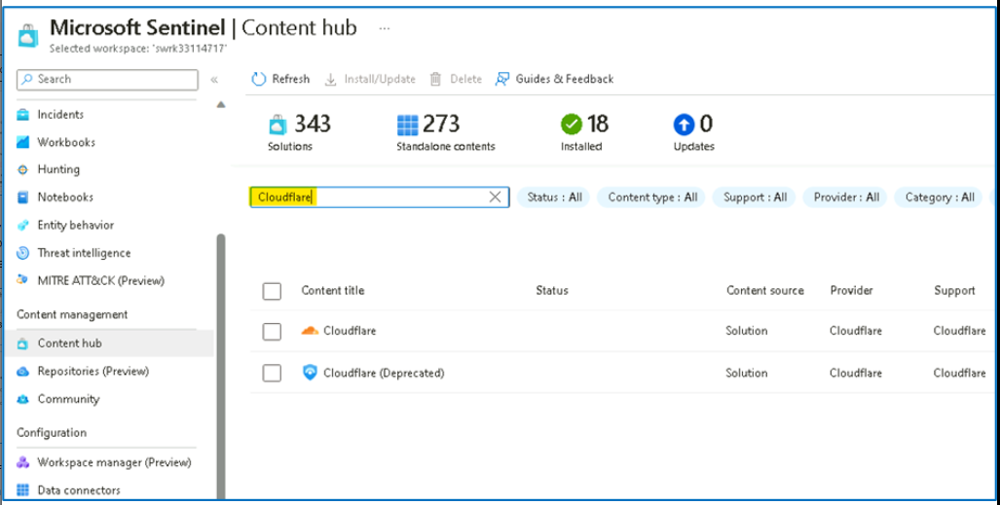 Microsoft Sentinel | Content hub ...
Selected workspace: 'swrk33114717'
Search «
Incidents
Workbooks
Hunting
Notebooks
Entity behavior
Threat intelligence
MITRE ATT&CK (Preview)
Content management
Content hub
Repositories (Preview)
Community
Configuration
Workspace manager (Preview)
Data connectors
Refresh Install/Update Delete Guides & Feedback
343 273 18 0
Solutions Standalone contents Installed Updates
Cloudflare Status : All Content type : All Support : All Provider : All Category : All
Content title Status Content source Provider Support
Cloudflare Solution Cloudflare Cloudflare
Cloudflare (Deprecated) Solution Cloudflare Cloudflare